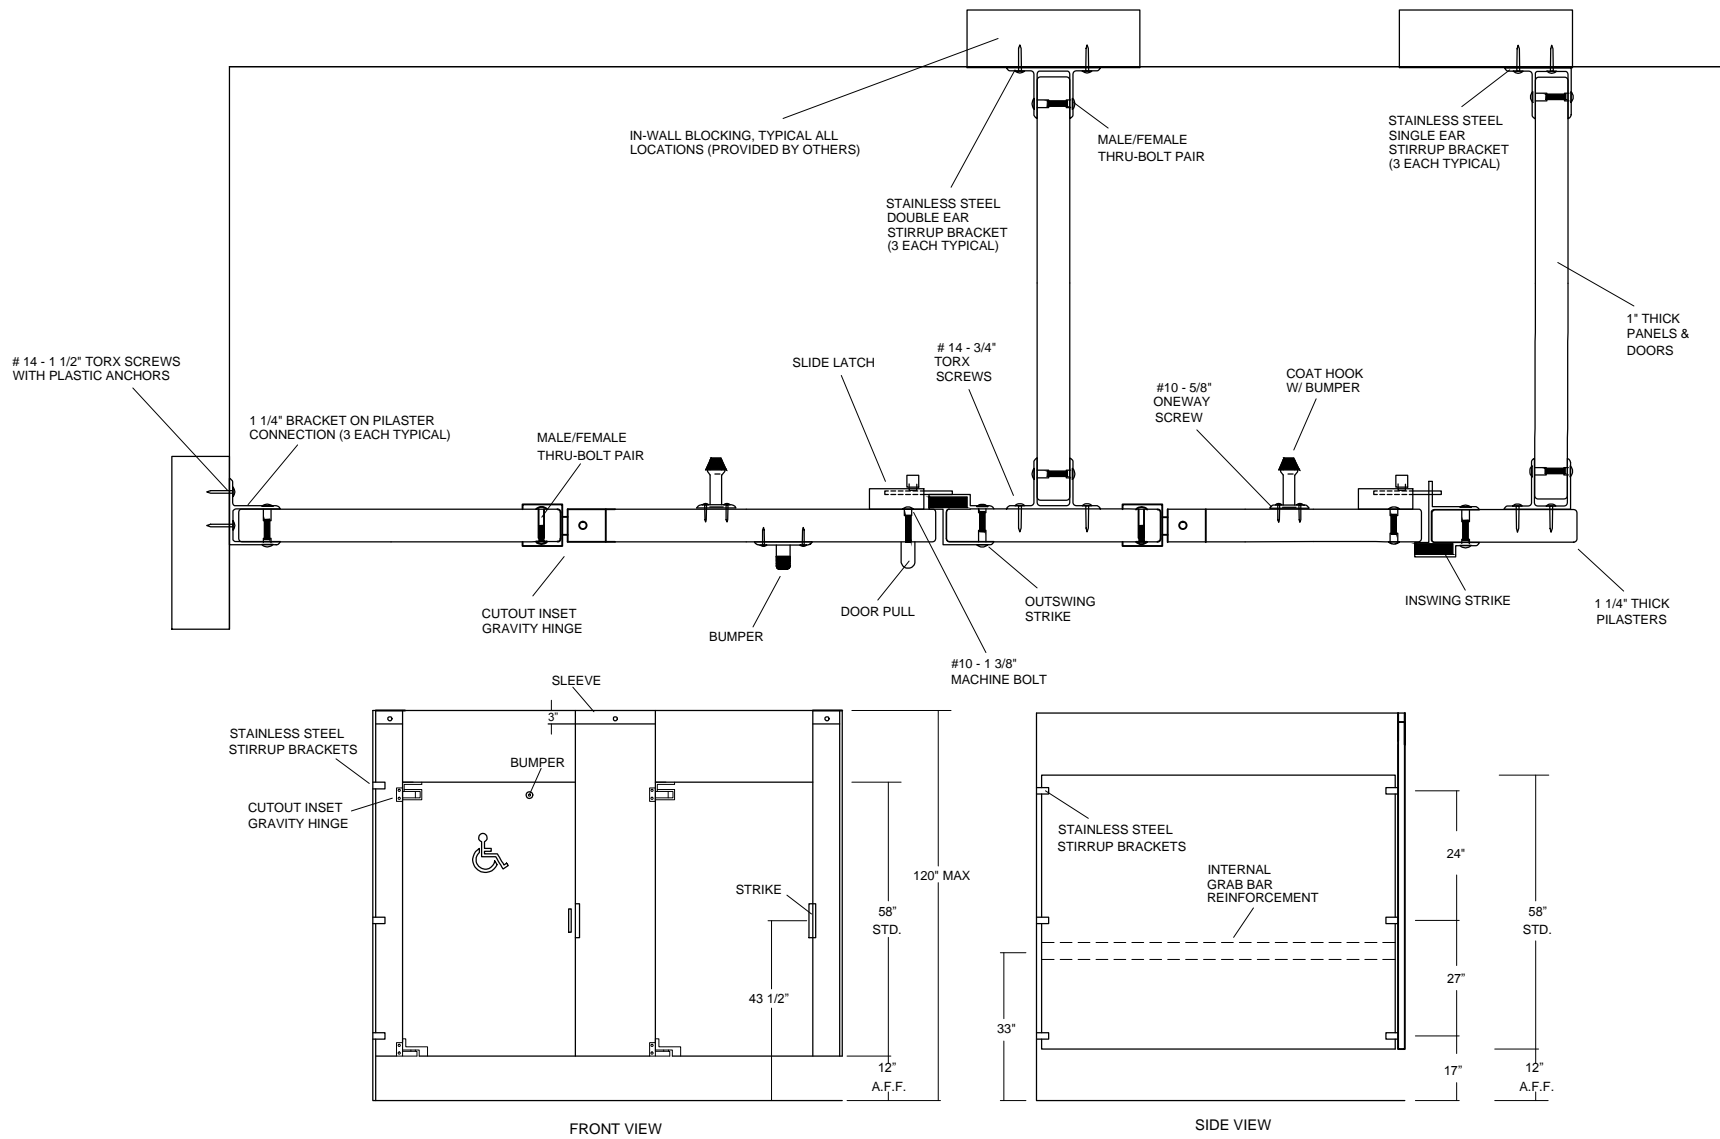 IN-WALL BLOCKING, TYPICAL ALL
LOCATIONS (PROVIDED BY OTHERS)
MALE/FEMALE
THRU-BOLT PAIR
STAINLESS STEEL
SINGLE EAR
STIRRUP BRACKET
(3 EACH TYPICAL)
STAINLESS STEEL
DOUBLE EAR
STIRRUP BRACKET
(3 EACH TYPICAL)
1" THICK
PANELS &
DOORS
# 14 - 1 1/2" TORX SCREWS
WITH PLASTIC ANCHORS
SLIDE LATCH
# 14 - 3/4"
TORX
SCREWS
#10 - 5/8"
ONEWAY
SCREW
COAT HOOK
W/ BUMPER
1 1/4" BRACKET ON PILASTER
CONNECTION (3 EACH TYPICAL)
MALE/FEMALE
THRU-BOLT PAIR
CUTOUT INSET
GRAVITY HINGE
BUMPER
DOOR PULL
OUTSWING
STRIKE
INSWING STRIKE
1 1/4" THICK
PILASTERS
#10 - 1 3/8"
MACHINE BOLT
SLEEVE
3"
STAINLESS STEEL
STIRRUP BRACKETS
BUMPER
CUTOUT INSET
GRAVITY HINGE
STRIKE
120" MAX
58"
STD.
43 1/2"
12"
A.F.F.
FRONT VIEW
STAINLESS STEEL
STIRRUP BRACKETS
INTERNAL
GRAB BAR
REINFORCEMENT
24"
58"
STD.
27"
33"
17"
12"
A.F.F.
SIDE VIEW